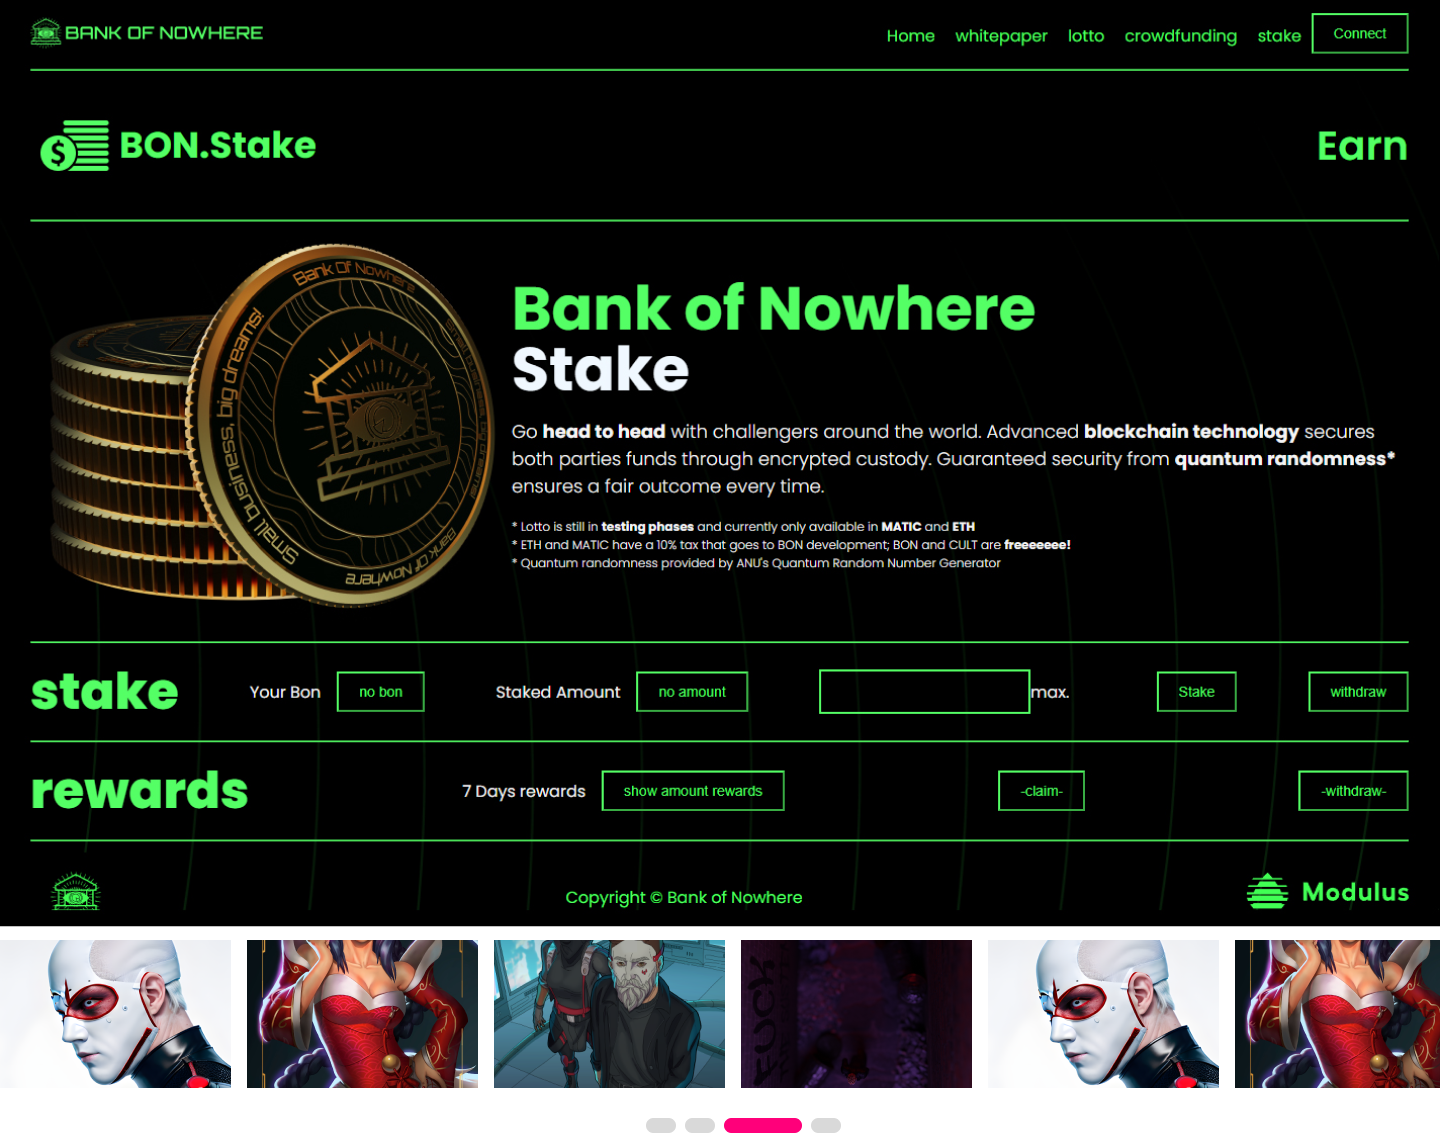 BANK OF NOWHERE
Home whitepaper lotto crowdfunding stake Connect
BON.Stake
Earn
Bank Of Nowhere
Small business, big dreams!
Bank Of Nowhere
Small business, big dreams!
Bank of Nowhere
Stake
Go head to head with challengers around the world. Advanced blockchain technology secures
both parties funds through encrypted custody. Guaranteed security from quantum randomness*
ensures a fair outcome every time.
* Lotto is still in testing phases and currently only available in MATIC and ETH
* ETH and MATIC have a 10% tax that goes to BON development; BON and CULT are freeeeeee!
* Quantum randomness provided by ANU's Quantum Random Number Generator
stake Your Bon no bon Staked Amount no amount max. Stake withdraw
rewards 7 Days rewards show amount rewards -claim- -withdraw-
Copyright © Bank of Nowhere
Modulus
FUCK